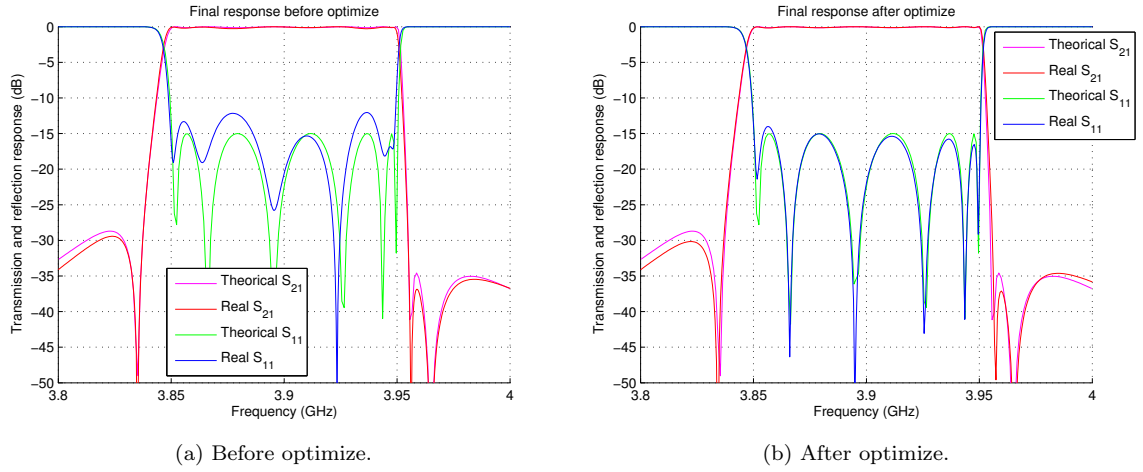 Final response before optimize
Transmission and reflection response (dB)
0
−5
−10
−15
−20
−25
−30
−35
−40
−45
−50
Theorical S21
Real S21
Theorical S11
Real S11
3.8
3.85
3.9
3.95
4
Frequency (GHz)
(a) Before optimize.
Final response after optimize
Transmission and reflection response (dB)
0
−5
−10
−15
−20
−25
−30
−35
−40
−45
−50
Theorical S21
Real S21
Theorical S11
Real S11
3.8
3.85
3.9
3.95
4
Frequency (GHz)
(b) After optimize.